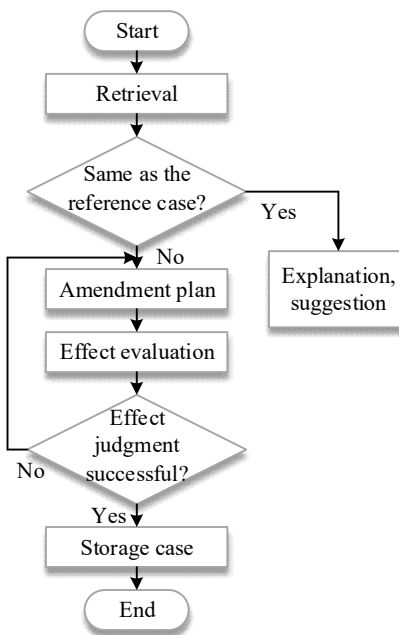 Start
Retrieval
Same as the
reference case?
Yes
No
Explanation,
suggestion
Amendment plan
Effect evaluation
Effect
judgment
successful?
No
Yes
Storage case
End